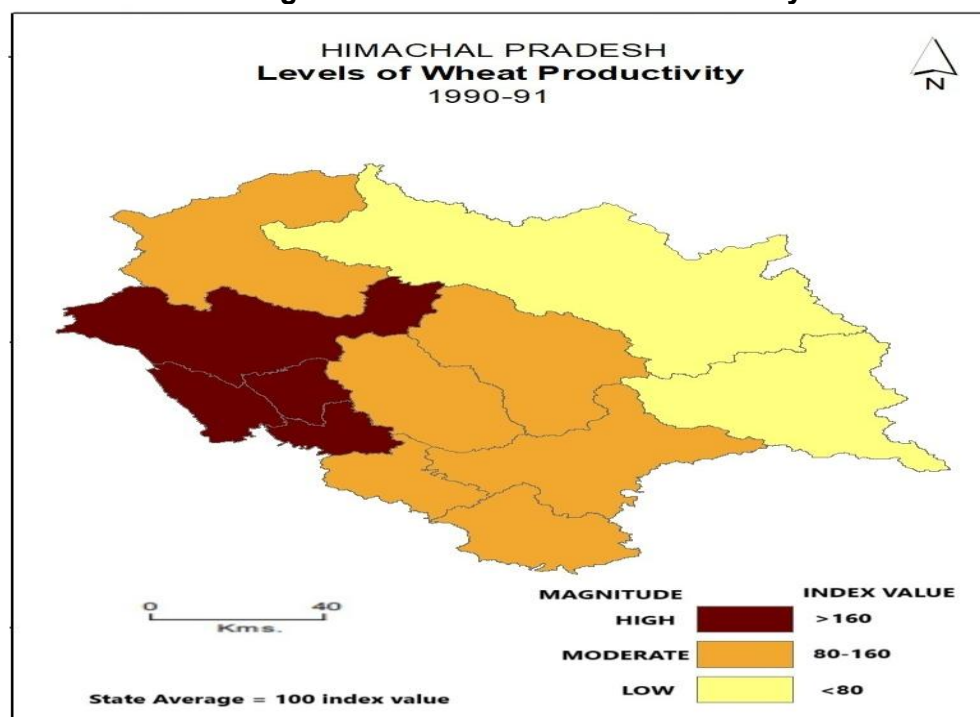 HIMACHAL PRADESH
Levels of Wheat Productivity
1990-91
N
MAGNITUDE INDEX VALUE
HIGH >160
MODERATE 80-160
LOW <80
0 40
Kms.
State Average = 100 index value